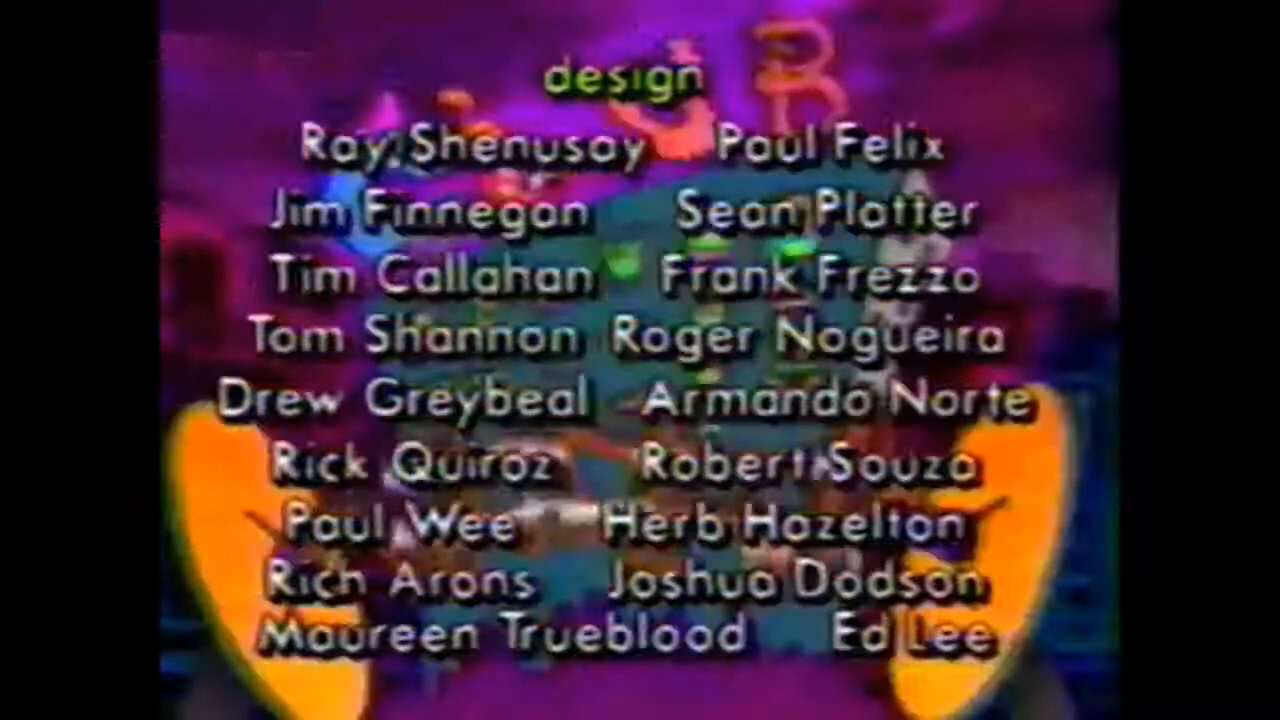 design
Ray Shenusay Paul Felix
Jim Finnegan Sean Platter
Tim Callahan Frank Frezzo
Tom Shannon Roger Nogueira
Drew Greybeal Armando Norte
Rick Quiroz Robert Souza
Paul Wee Herb Hazelton
Rich Arons Joshua Dodson
Maureen Trueblood Ed Lee